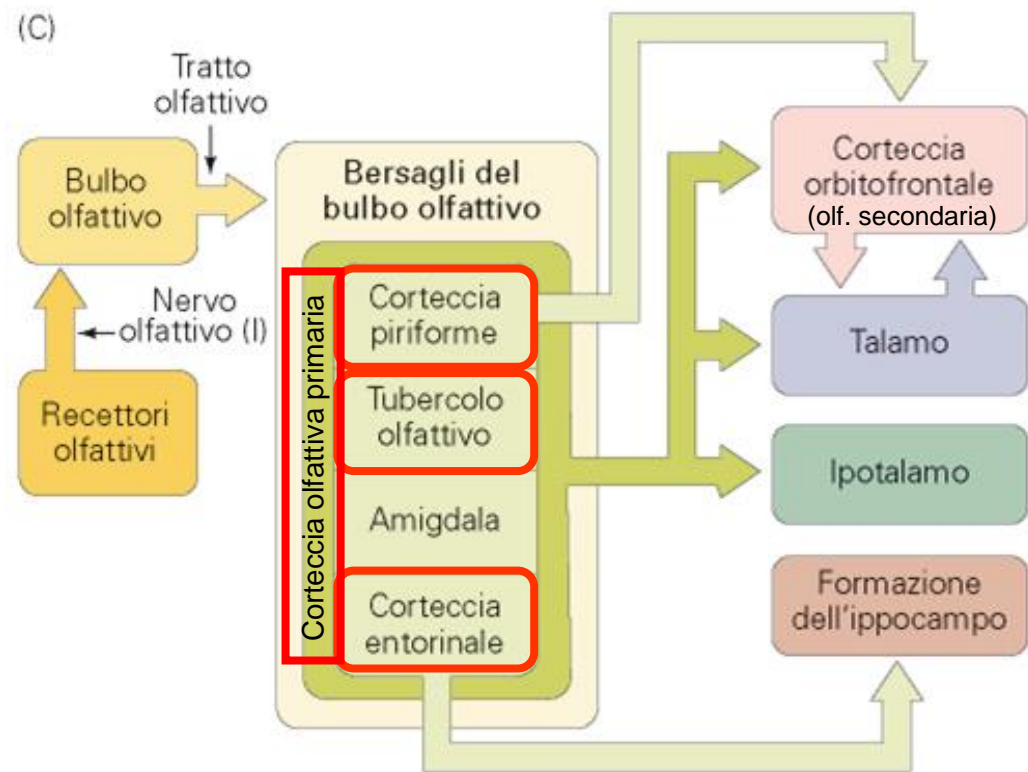 (C)
Tratto
olfattivo
Bulbo
olfattivo
Nervo
olfattivo (I)
Recettori
olfattivi
Bersagli del
bulbo olfattivo
Corteccia olfattiva primaria
Corteccia
piriforme
Tubercolo
olfattivo
Amigdala
Corteccia
entorinale
Corteccia
orbitofrontale
(olf. secondaria)
Talamo
Ipotalamo
Formazione
dell'ippocampo